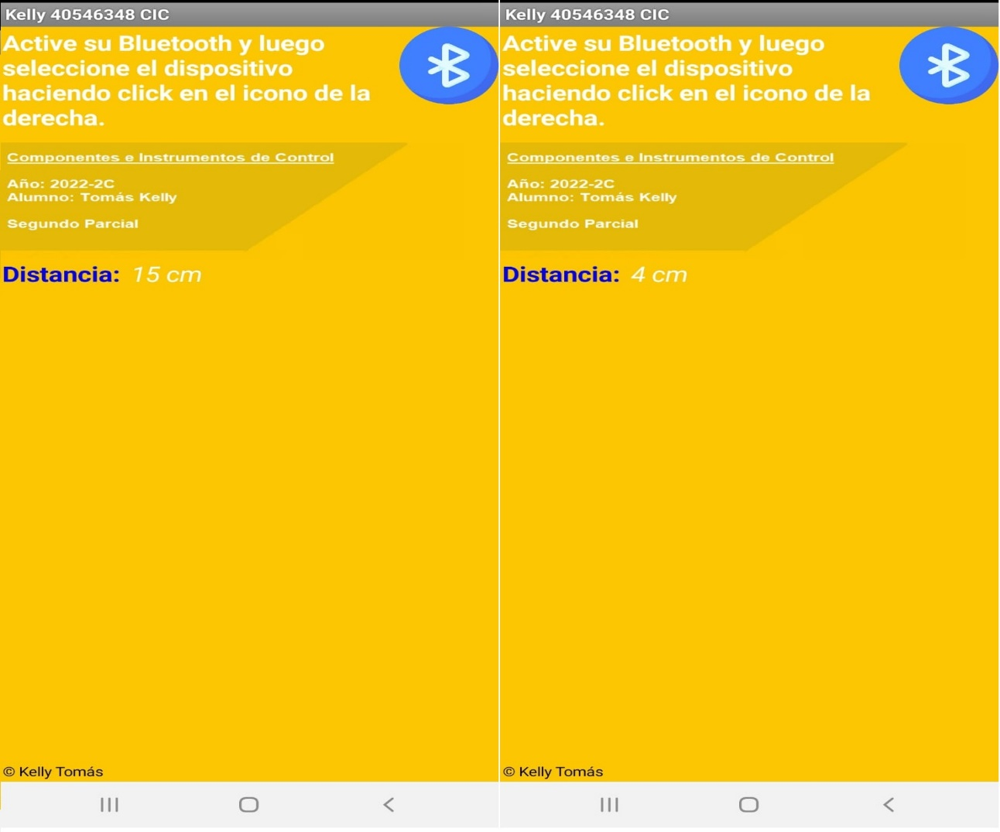 Kelly 40546348 CIC
Active su Bluetooth y luego
seleccione el dispositivo
haciendo click en el icono de la
derecha.
Componentes e Instrumentos de Control
Año: 2022-2C
Alumno: Tomás Kelly
Segundo Parcial
Distancia: 15 cm
© Kelly Tomás
Kelly 40546348 CIC
Active su Bluetooth y luego
seleccione el dispositivo
haciendo click en el icono de la
derecha.
Componentes e Instrumentos de Control
Año: 2022-2C
Alumno: Tomás Kelly
Segundo Parcial
Distancia: 4 cm
© Kelly Tomás